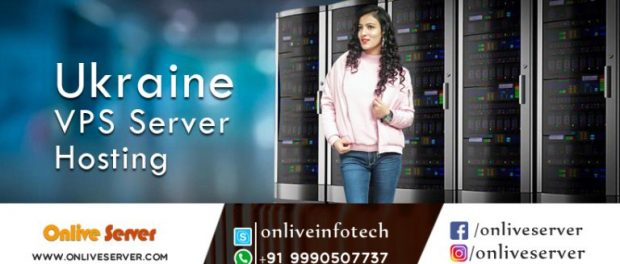 Ukraine
VPS Server
Hosting
Onlive Server
WWW.ONLIVESERVER.COM
onliveinfotech
+91 9990507737
/onliveserver
/onliveserver